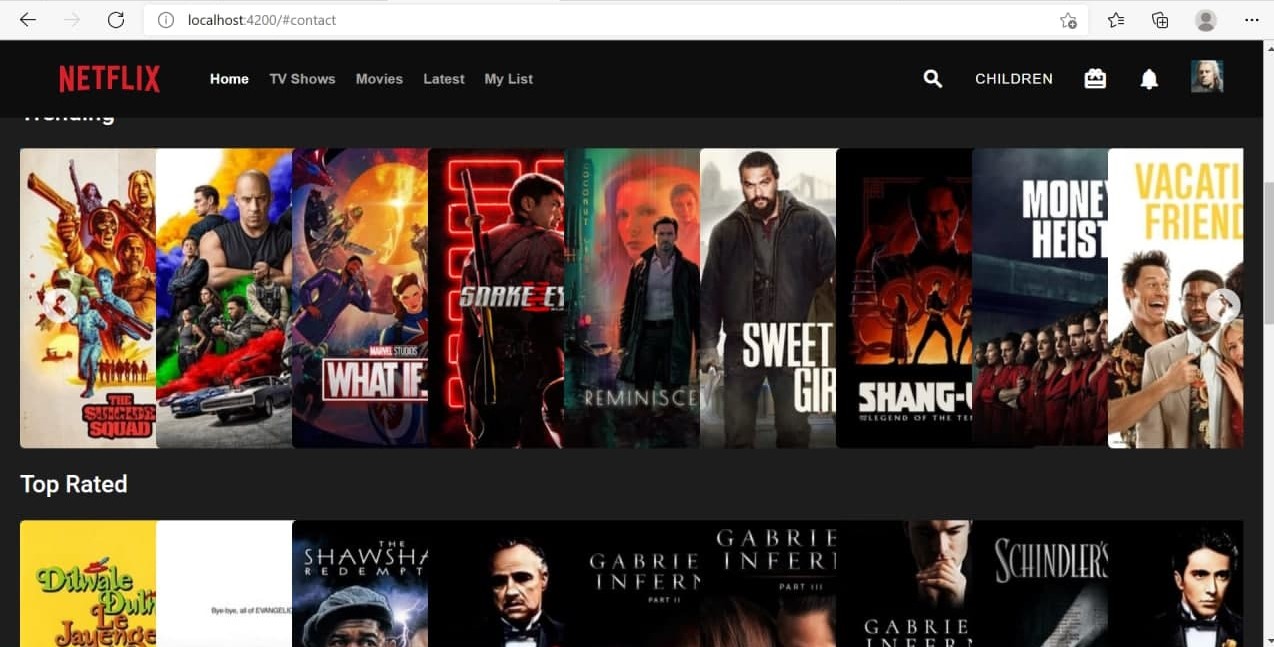 localhost:4200/#contact
NETFLIX
Home TV Shows Movies Latest My List
CHILDREN
Trending
THE
SUICIDE
SQUAD
MARVEL STUDIOS
WHAT IF
SNAKE EY
REMINISCE
SWEET
GIR
SHANG-
LEGEND OF THE TE
MONEY
HEIST
VACATI
FRIEND
Top Rated
Dilwale
Dulh
Le
Jayenge
Bye-bye, all of EVANGELIC
THE
SHAWSHA
REDEMPT
GABRIE
INFERN
PART II
GABRIE
INFERN
PART III
GABRIE
INFERN
SCHINDLER'S